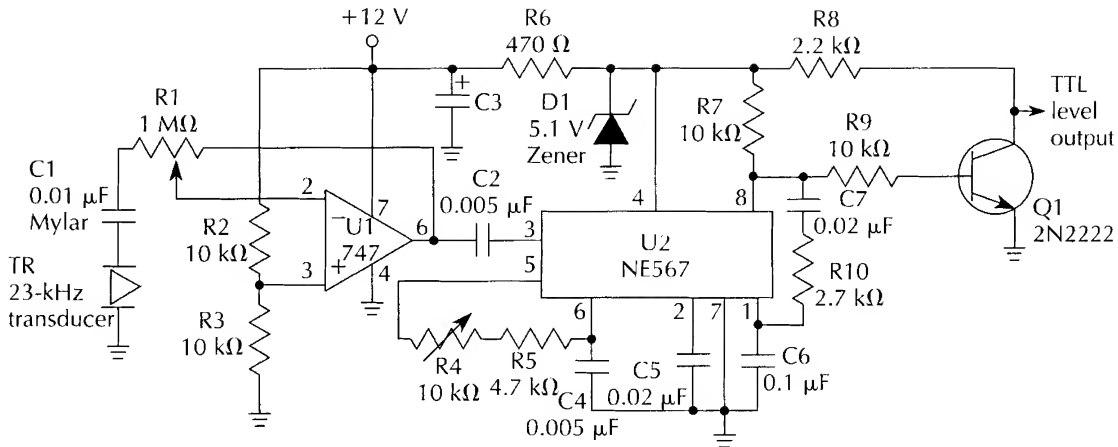 +12 V
R6
470 Ω
R8
2.2 kΩ
R1
1 MΩ
+
C3
D1
5.1 V
Zener
R7
10 kΩ
R9
10 kΩ
TTL
level
output
C1
0.01 µF
Mylar
C2
0.005 µF
2
7
4
8
C7
0.02 µF
Q1
2N2222
R2
10 kΩ
−
U1
747
+
6
3
U2
NE567
3
4
5
R10
2.7 kΩ
TR
23-kHz
transducer
6
2
7
1
R3
10 kΩ
R4
10 kΩ
R5
4.7 kΩ
C4
0.005 µF
C5
0.02 µF
C6
0.1 µF